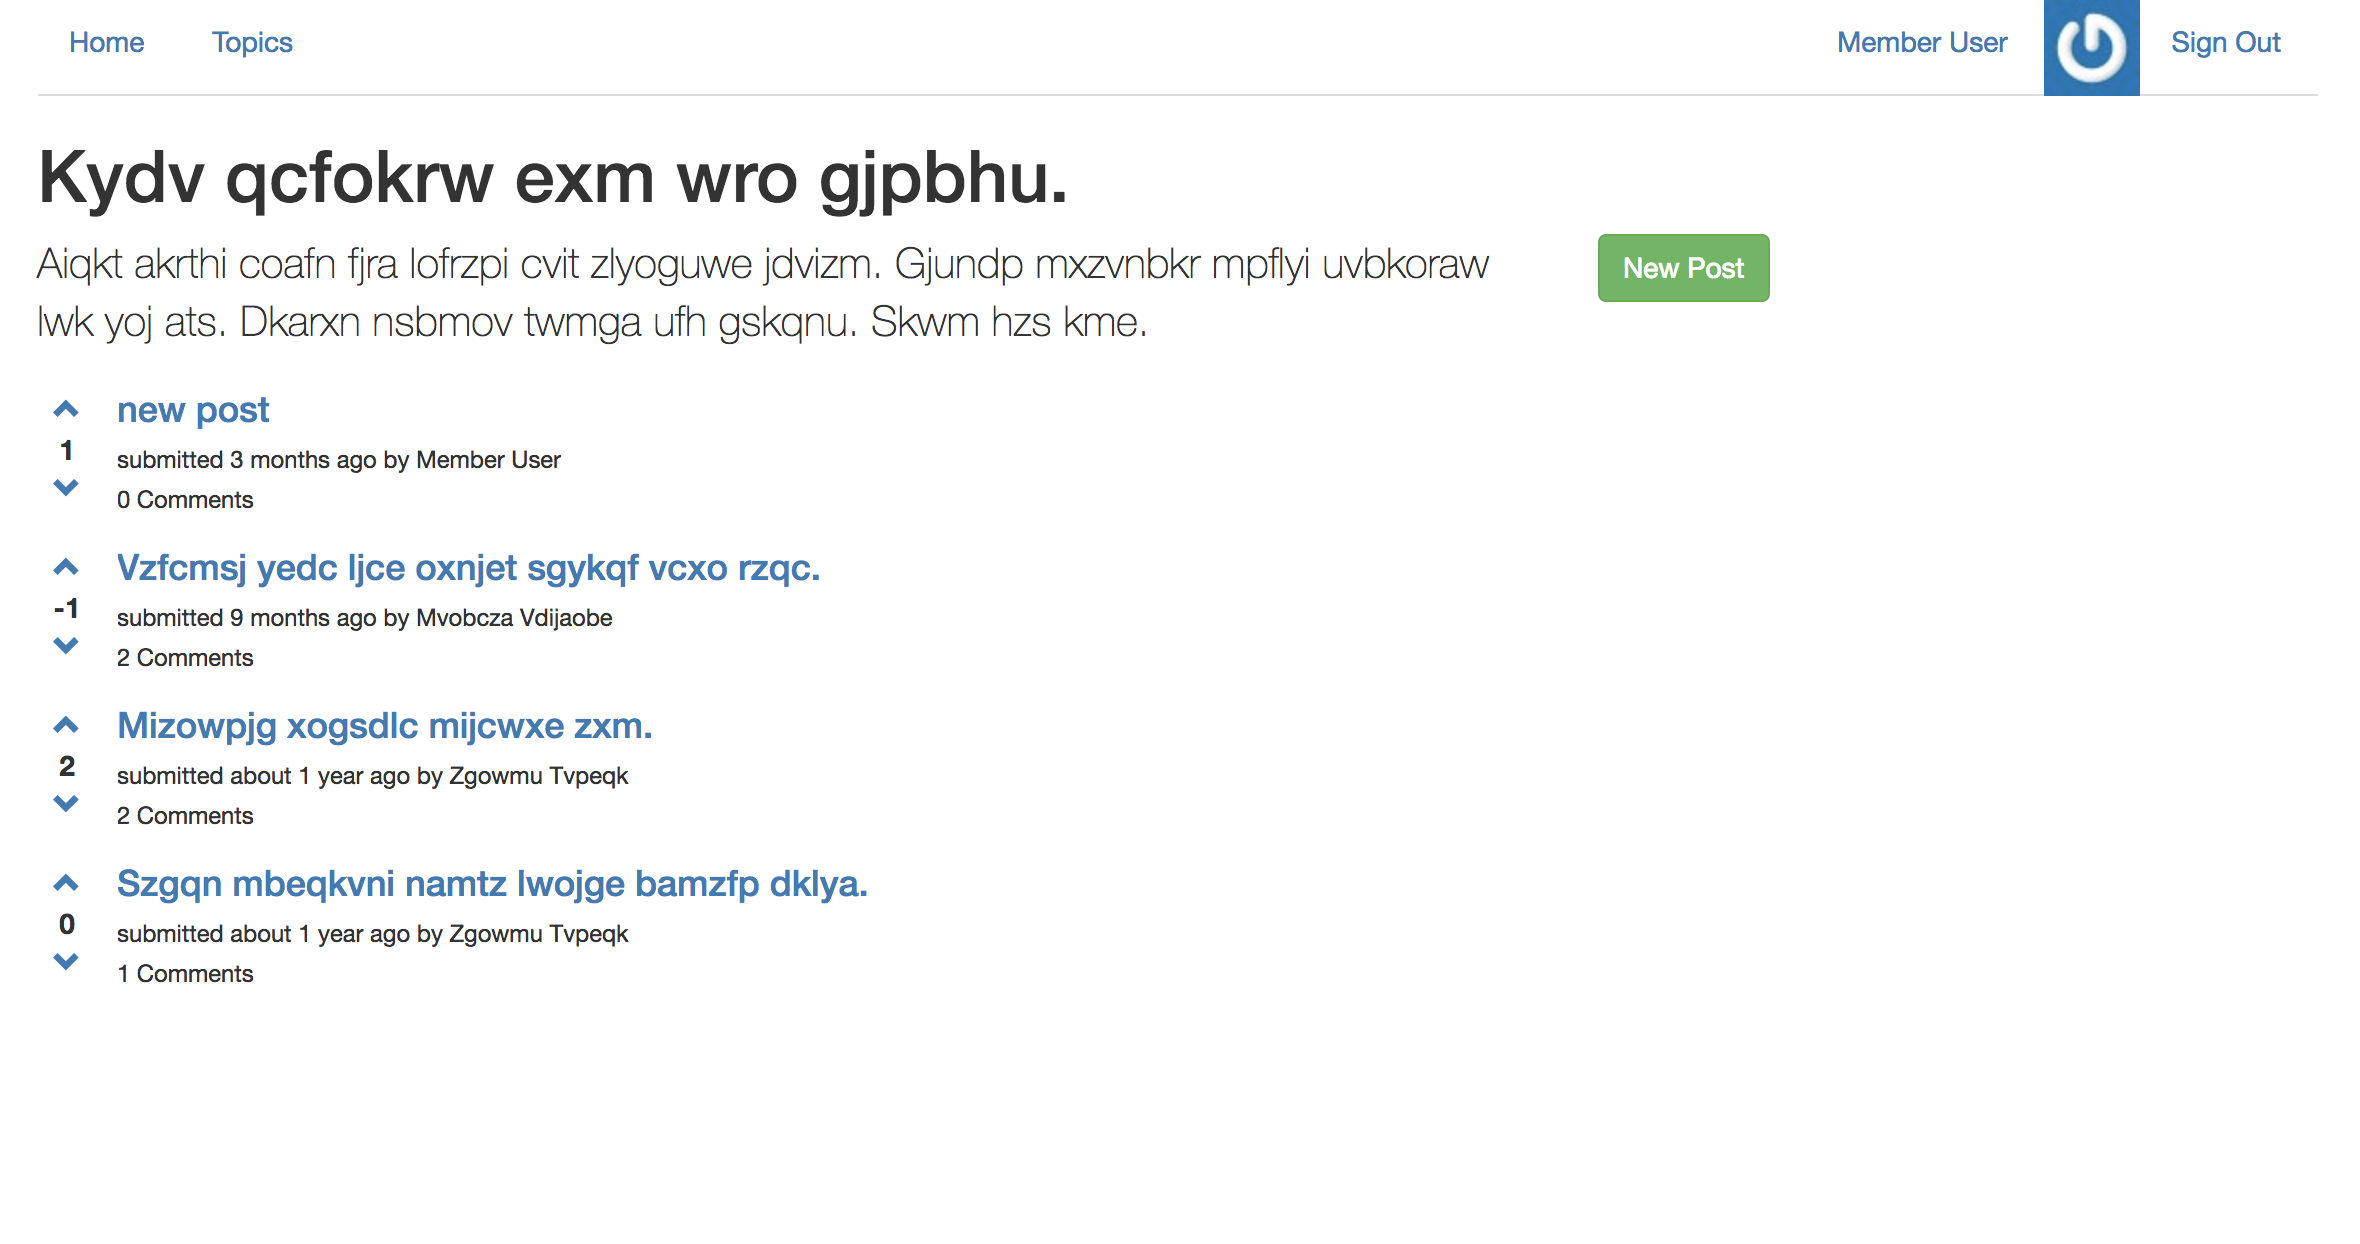 Home Topics Member User Sign Out
Kydv qcfokrw exm wro gjpbhu.
Aiqkt akrthi coafn fjra lofrzpi cvit zlyoguwe jdvizm. Gjundp mxzvnbkr mpflyi uvbkoraw
lwk yoj ats. Dkarxn nsbmov twmga ufh gskqnu. Skwm hzs kme.
New Post
new post
1
submitted 3 months ago by Member User
0 Comments
Vzfcmsj yedc ljce oxnjet sgykqf vcxo rzqc.
-1
submitted 9 months ago by Mvobcza Vdijaobe
2 Comments
Mizowpjg xogsdlc mijcwxe zxm.
2
submitted about 1 year ago by Zgowmu Tvpeqk
2 Comments
Szgqn mbeqkvni namtz lwojge bamzfp dklya.
0
submitted about 1 year ago by Zgowmu Tvpeqk
1 Comments